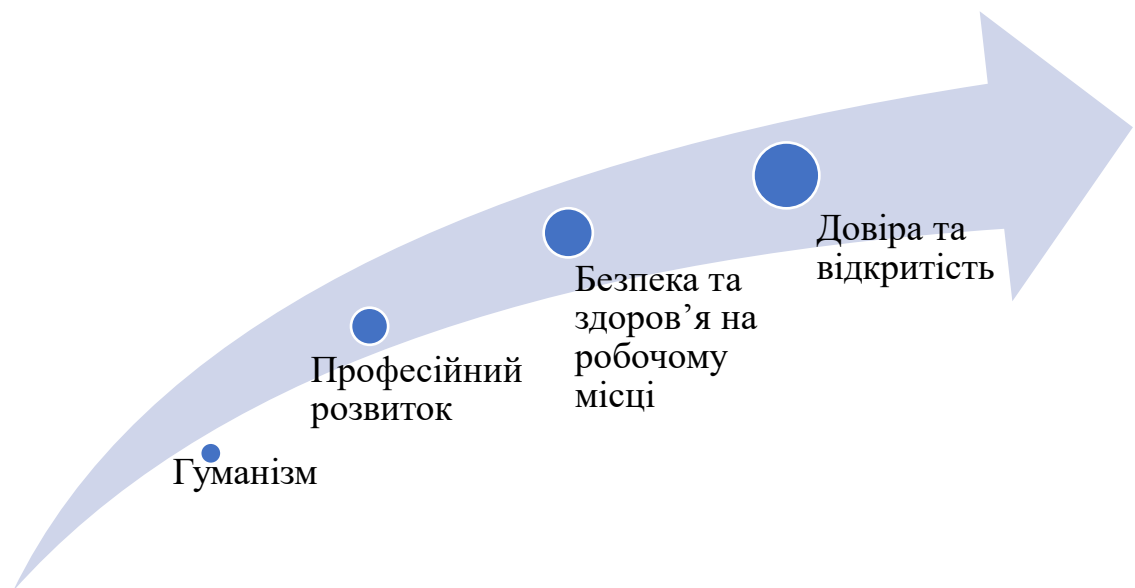 Гуманізм
Професійний
розвиток
Безпека та
здоров’я на
робочому
місці
Довіра та
відкритість